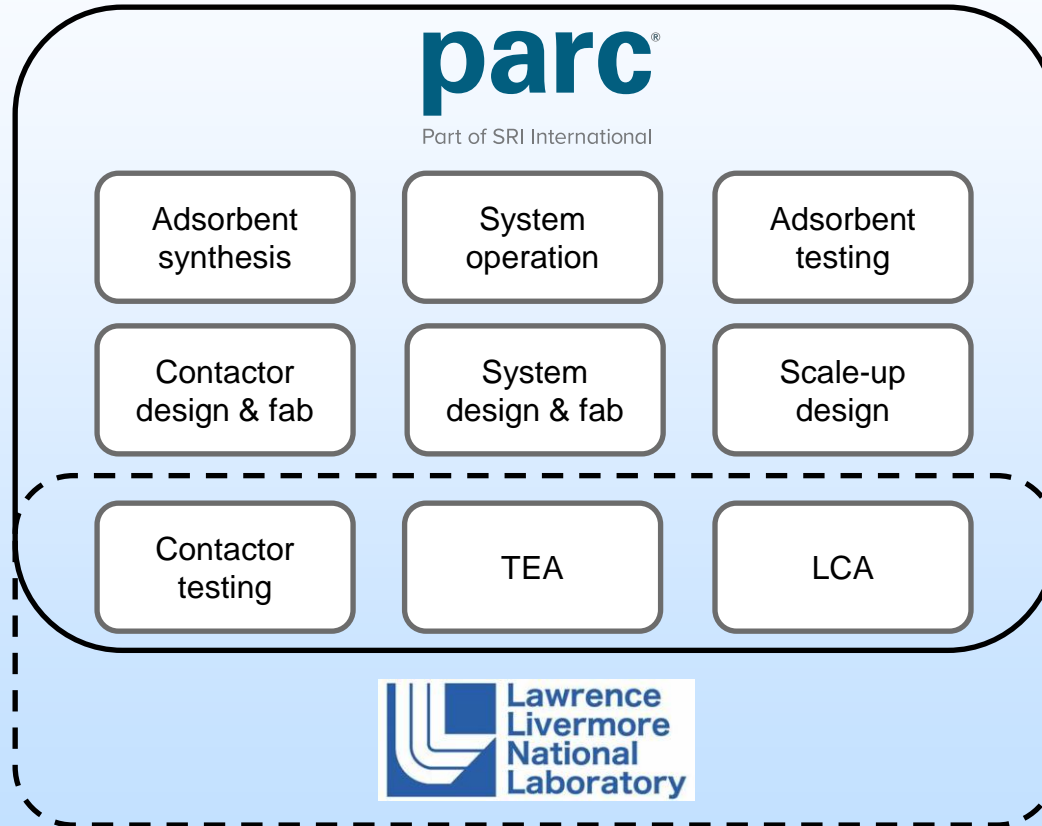 parc®
Part of SRI International
Adsorbent
synthesis
System
operation
Adsorbent
testing
Contactor
design & fab
System
design & fab
Scale-up
design
Contactor
testing
TEA
LCA
Lawrence
Livermore
National
Laboratory